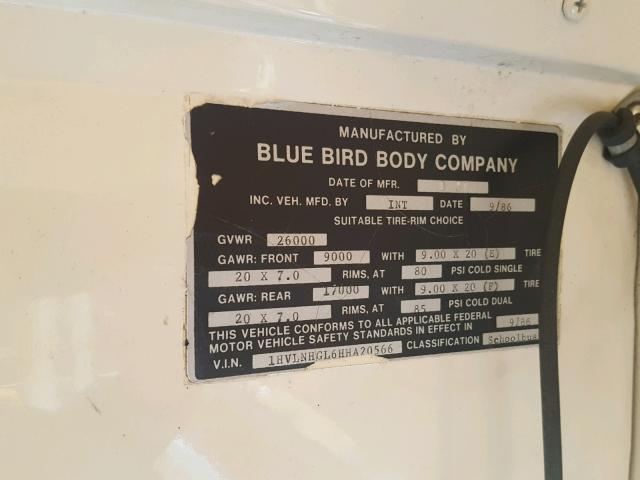 MANUFACTURED BY
BLUE BIRD BODY COMPANY
DATE OF MFR.
INC. VEH. MFD. BY INT DATE 9/86
SUITABLE TIRE-RIM CHOICE
GVWR 26000
GAWR: FRONT 9000 WITH 9.00 X 20 (E) TIRE
20 X 7.0 RIMS, AT 80 PSI COLD SINGLE
GAWR: REAR 17000 WITH 9.00 X 20 (F) TIRE
20 X 7.0 RIMS, AT 85 PSI COLD DUAL
THIS VEHICLE CONFORMS TO ALL APPLICABLE FEDERAL
MOTOR VEHICLE SAFETY STANDARDS IN EFFECT IN 9/86
V.I.N. 1HVLNHGL6HHA20566 CLASSIFICATION Schoolbus